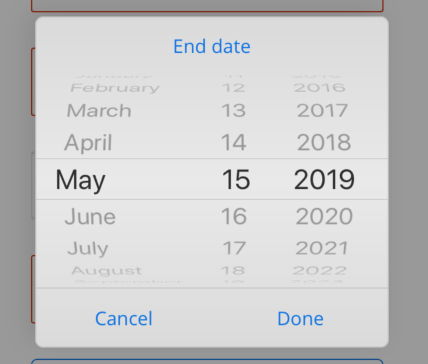 End date
February 12 2016
March 13 2017
April 14 2018
May 15 2019
June 16 2020
July 17 2021
August 18 2022
Cancel Done